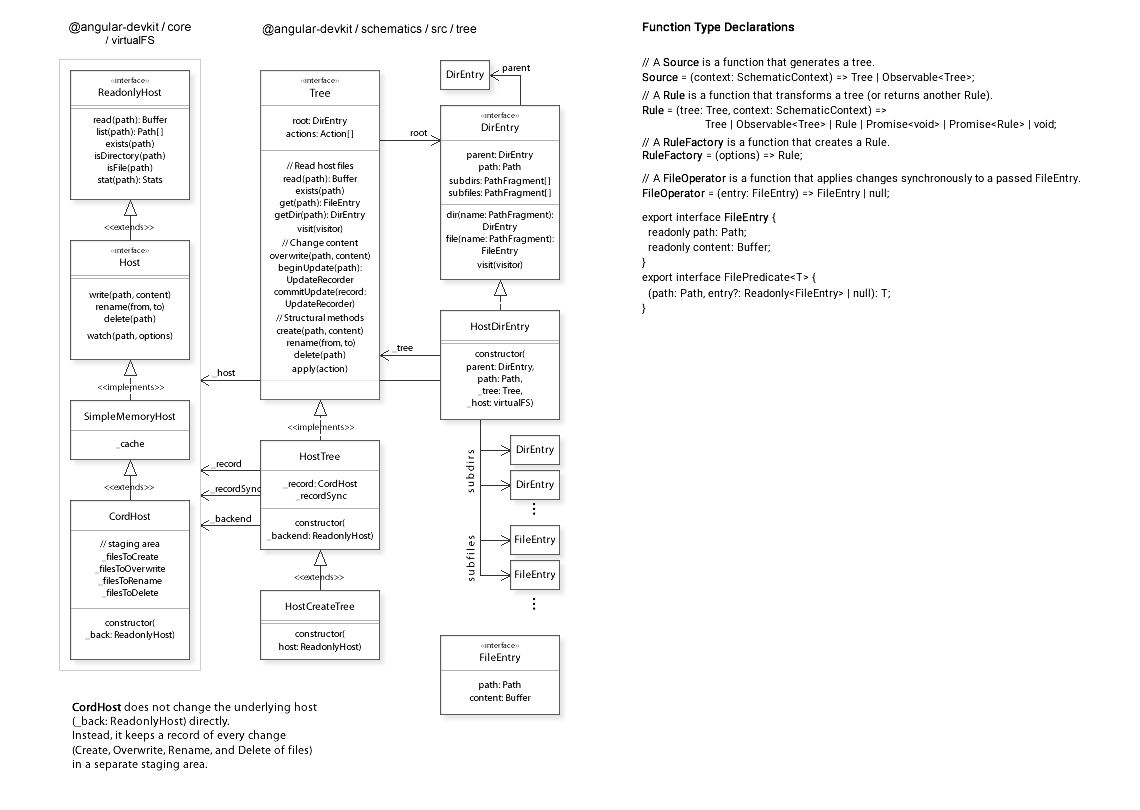 @angular-devkit / core
/ virtualFS
«interface»
ReadonlyHost
read(path): Buffer
list(path): Path[]
exists(path)
isDirectory(path)
isFile(path)
stat(path): Stats
<<extends>>
«interface»
Host
write(path, content)
rename(from, to)
delete(path)
watch(path, options)
<<implements>>
SimpleMemoryHost
_cache
<<extends>>
CordHost
// staging area
_filesToCreate
_filesToOverwrite
_filesToRename
_filesToDelete
constructor(
_back: ReadonlyHost)
@angular-devkit / schematics / src / tree
«interface»
Tree
root: DirEntry
actions: Action[]
// Read host files
read(path): Buffer
exists(path)
get(path): FileEntry
getDir(path): DirEntry
visit(visitor)
// Change content
overwrite(path, content)
beginUpdate(path):
UpdateRecorder
commitUpdate(record:
UpdateRecorder)
// Structural methods
create(path, content)
rename(from, to)
delete(path)
apply(action)
_host
<<implements>>
HostTree
_record: CordHost
_recordSync
constructor(
_backend: ReadonlyHost)
_record
_recordSync
_backend
<<extends>>
HostCreateTree
constructor(
host: ReadonlyHost)
DirEntry
parent
root
«interface»
DirEntry
parent: DirEntry
path: Path
subdirs: PathFragment[]
subfiles: PathFragment[]
dir(name: PathFragment):
DirEntry
file(name: PathFragment):
FileEntry
visit(visitor)
_tree
HostDirEntry
constructor(
parent: DirEntry,
path: Path,
_tree: Tree,
_host: virtualFS)
subdirs
DirEntry
DirEntry
subfiles
FileEntry
FileEntry
«interface»
FileEntry
path: Path
content: Buffer
CordHost does not change the underlying host
(_back: ReadonlyHost) directly.
Instead, it keeps a record of every change
(Create, Overwrite, Rename, and Delete of files)
in a separate staging area.
Function Type Declarations
// A Source is a function that generates a tree.
Source = (context: SchematicContext) => Tree | Observable<Tree>;
// A Rule is a function that transforms a tree (or returns another Rule).
Rule = (tree: Tree, context: SchematicContext) =>
Tree | Observable<Tree> | Rule | Promise<void> | Promise<Rule> | void;
// A RuleFactory is a function that creates a Rule.
RuleFactory = (options) => Rule;
// A FileOperator is a function that applies changes synchronously to a passed FileEntry.
FileOperator = (entry: FileEntry) => FileEntry | null;
export interface FileEntry {
readonly path: Path;
readonly content: Buffer;
}
export interface FilePredicate<T> {
(path: Path, entry?: Readonly<FileEntry> | null): T;
}